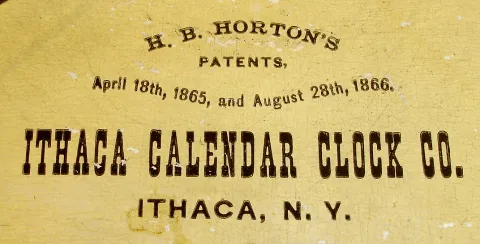 H. B. HORTON'S
PATENTS,
April 18th, 1865, and August 28th, 1866.
ITHACA CALENDAR CLOCK CO.
ITHACA, N. Y.